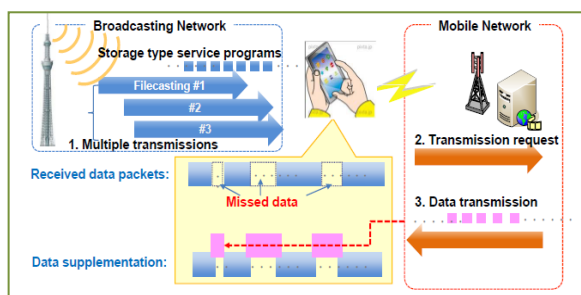 Broadcasting Network
Mobile Network
Storage type service programs
Filecasting #1
#2
#3
1. Multiple transmissions
2. Transmission request
Received data packets:
Missed data
3. Data transmission
Data supplementation: